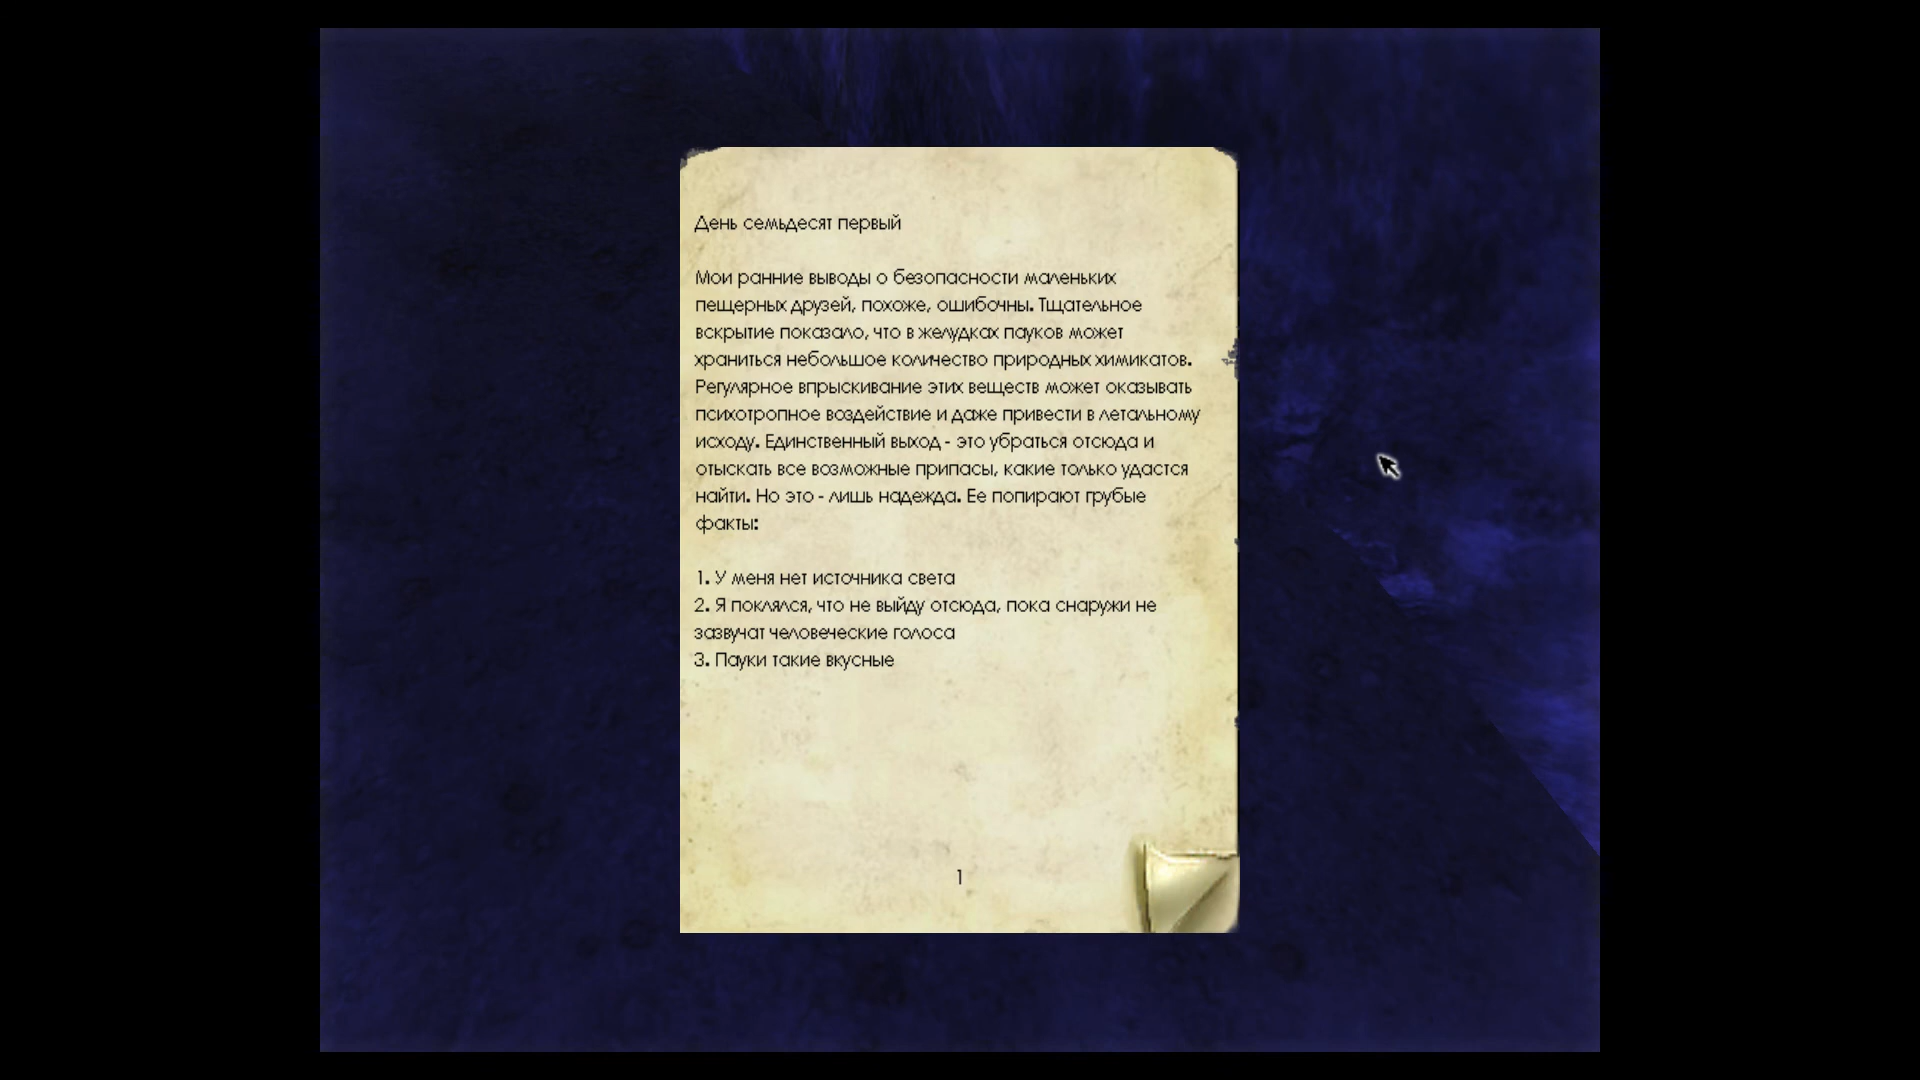 День семьдесят первый
Мои ранние выводы о безопасности маленьких
пещерных друзей, похоже, ошибочны. Тщательное
вскрытие показало, что в желудках пауков может
храниться небольшое количество природных химикатов.
Регулярное впрыскивание этих веществ может оказывать
психотропное воздействие и даже привести в летальному
исходу. Единственный выход - это убраться отсюда и
отыскать все возможные припасы, какие только удастся
найти. Но это - лишь надежда. Ее попирают грубые
факты:
1. У меня нет источника света
2. Я поклялся, что не выйду отсюда, пока снаружи не
зазвучат человеческие голоса
3. Пауки такие вкусные
1